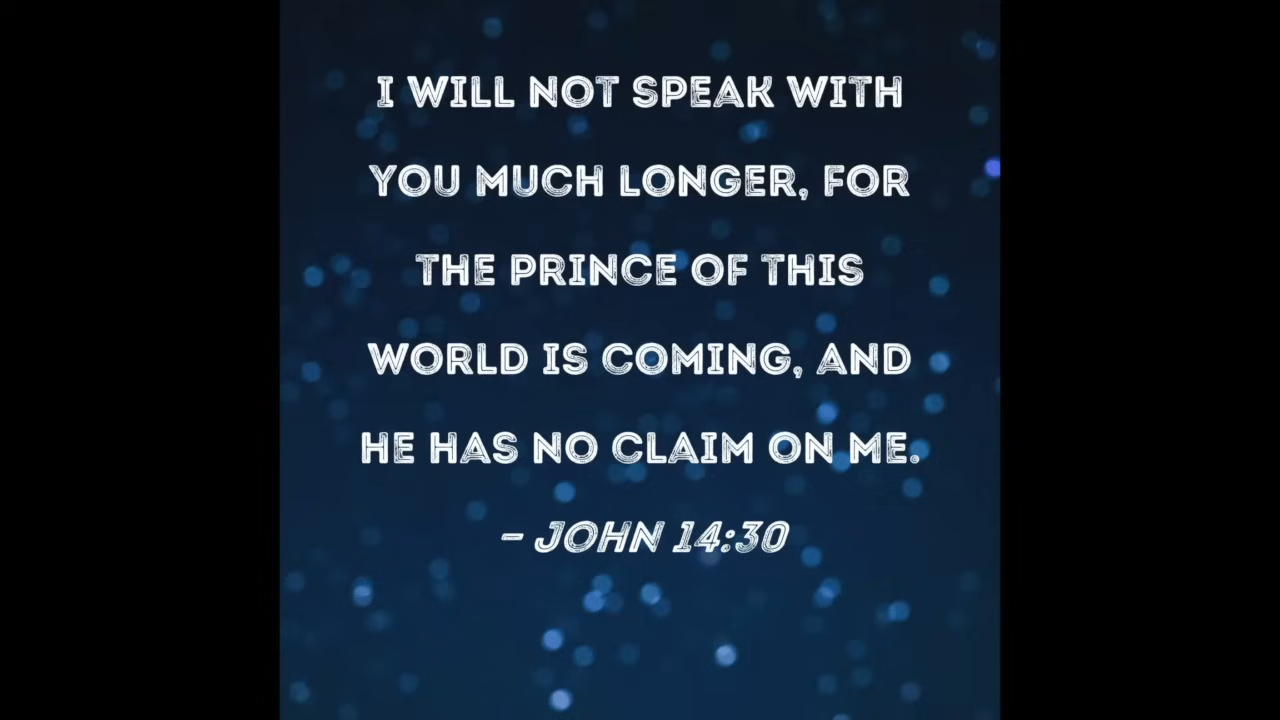 I WILL NOT SPEAK WITH
YOU MUCH LONGER, FOR
THE PRINCE OF THIS
WORLD IS COMING, AND
HE HAS NO CLAIM ON ME.
- JOHN 14:30